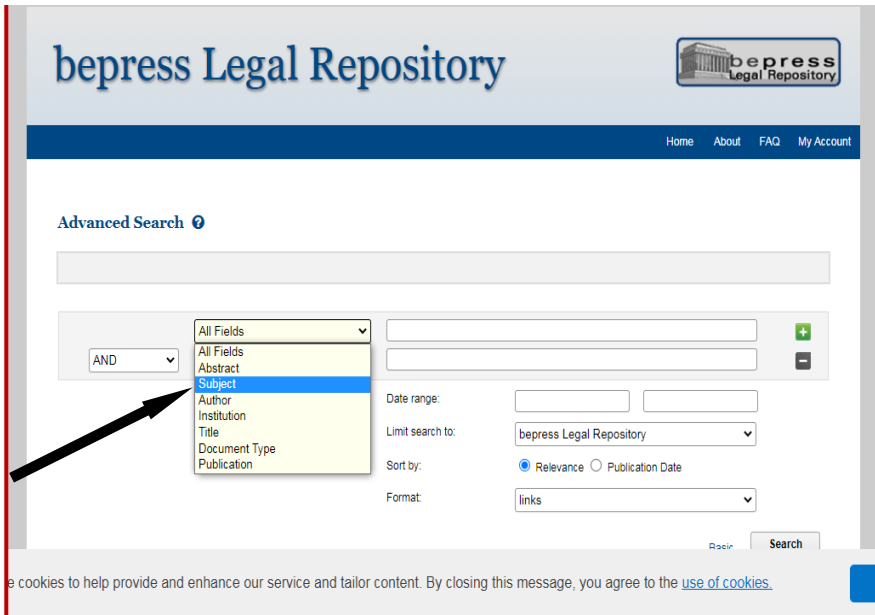 bepress Legal Repository
bepress
Legal Repository
Home About FAQ My Account
Advanced Search ?
All Fields
All Fields
AND
Abstract
Subject
Author
Date range:
Institution
Title
Limit search to: bepress Legal Repository
Document Type
Publication
Sort by: Relevance Publication Date
Format: links
Basic Search
e cookies to help provide and enhance our service and tailor content. By closing this message, you agree to the use of cookies.